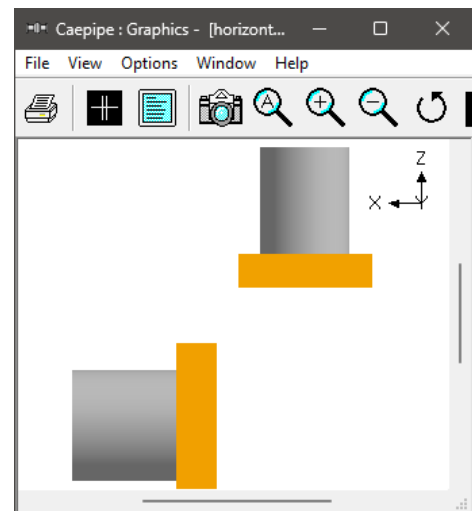 Caepipe : Graphics - [horizont...
File View Options Window Help
A
Z
X